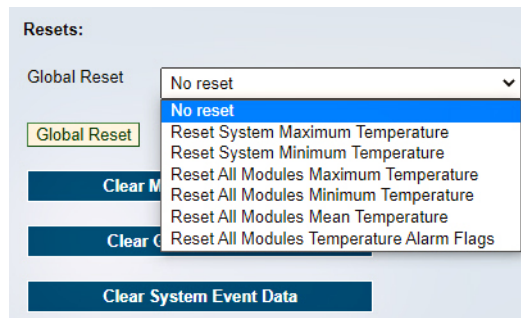 Resets:
Global Reset
No reset
No reset
Reset System Maximum Temperature
Global Reset
Reset System Minimum Temperature
Reset All Modules Maximum Temperature
Clear
Reset All Modules Minimum Temperature
Reset All Modules Mean Temperature
Clear
Reset All Modules Temperature Alarm Flags
Clear System Event Data